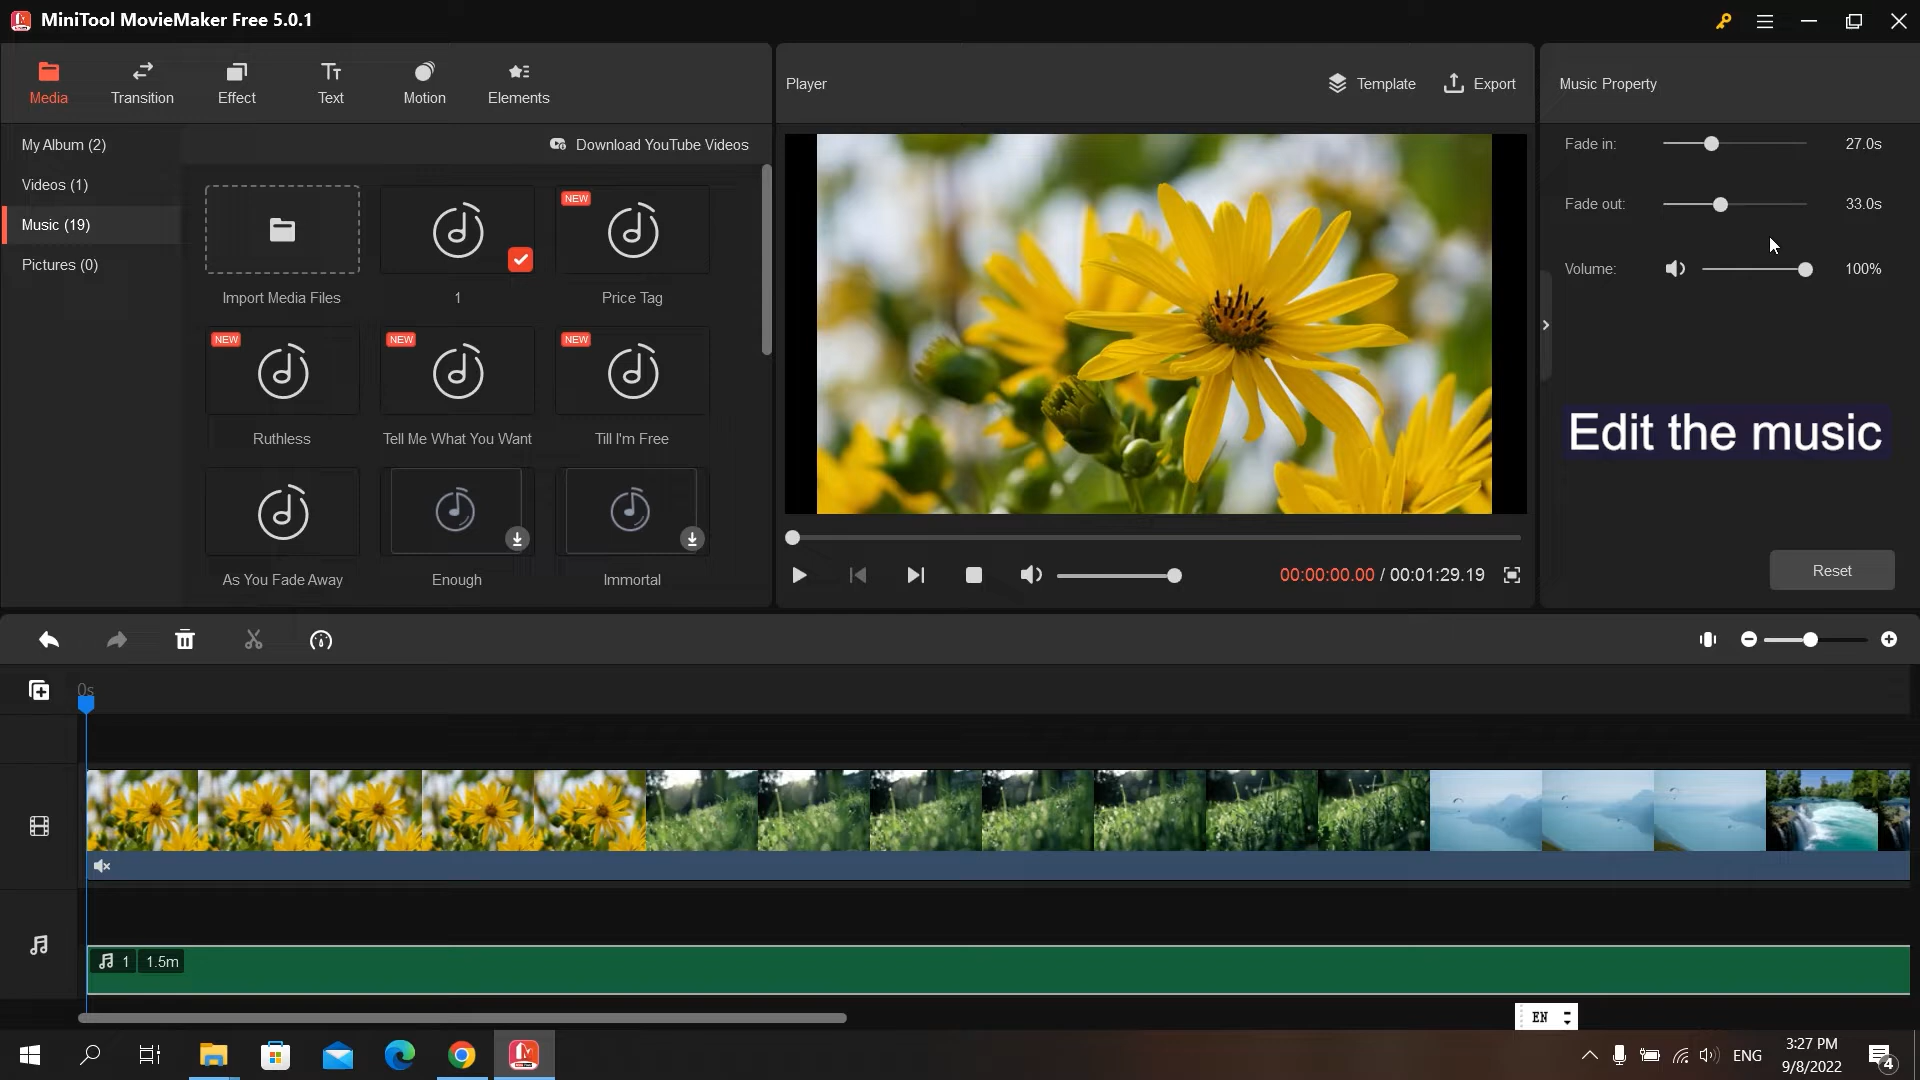 MiniTool MovieMaker Free 5.0.1
Media
Transition
Effect
Text
Motion
Elements
Player
Template
Export
Music Property
My Album (2)
Videos (1)
Music (19)
Pictures (0)
Download YouTube Videos
Import Media Files
1
NEW
Price Tag
NEW
Ruthless
NEW
Tell Me What You Want
NEW
Till I'm Free
As You Fade Away
Enough
Immortal
00:00:00.00 / 00:01:29.19
Fade in: 27.0s
Fade out: 33.0s
Volume: 100%
Edit the music
Reset
0s
1 1.5m
EN
ENG
3:27 PM
9/8/2022
4